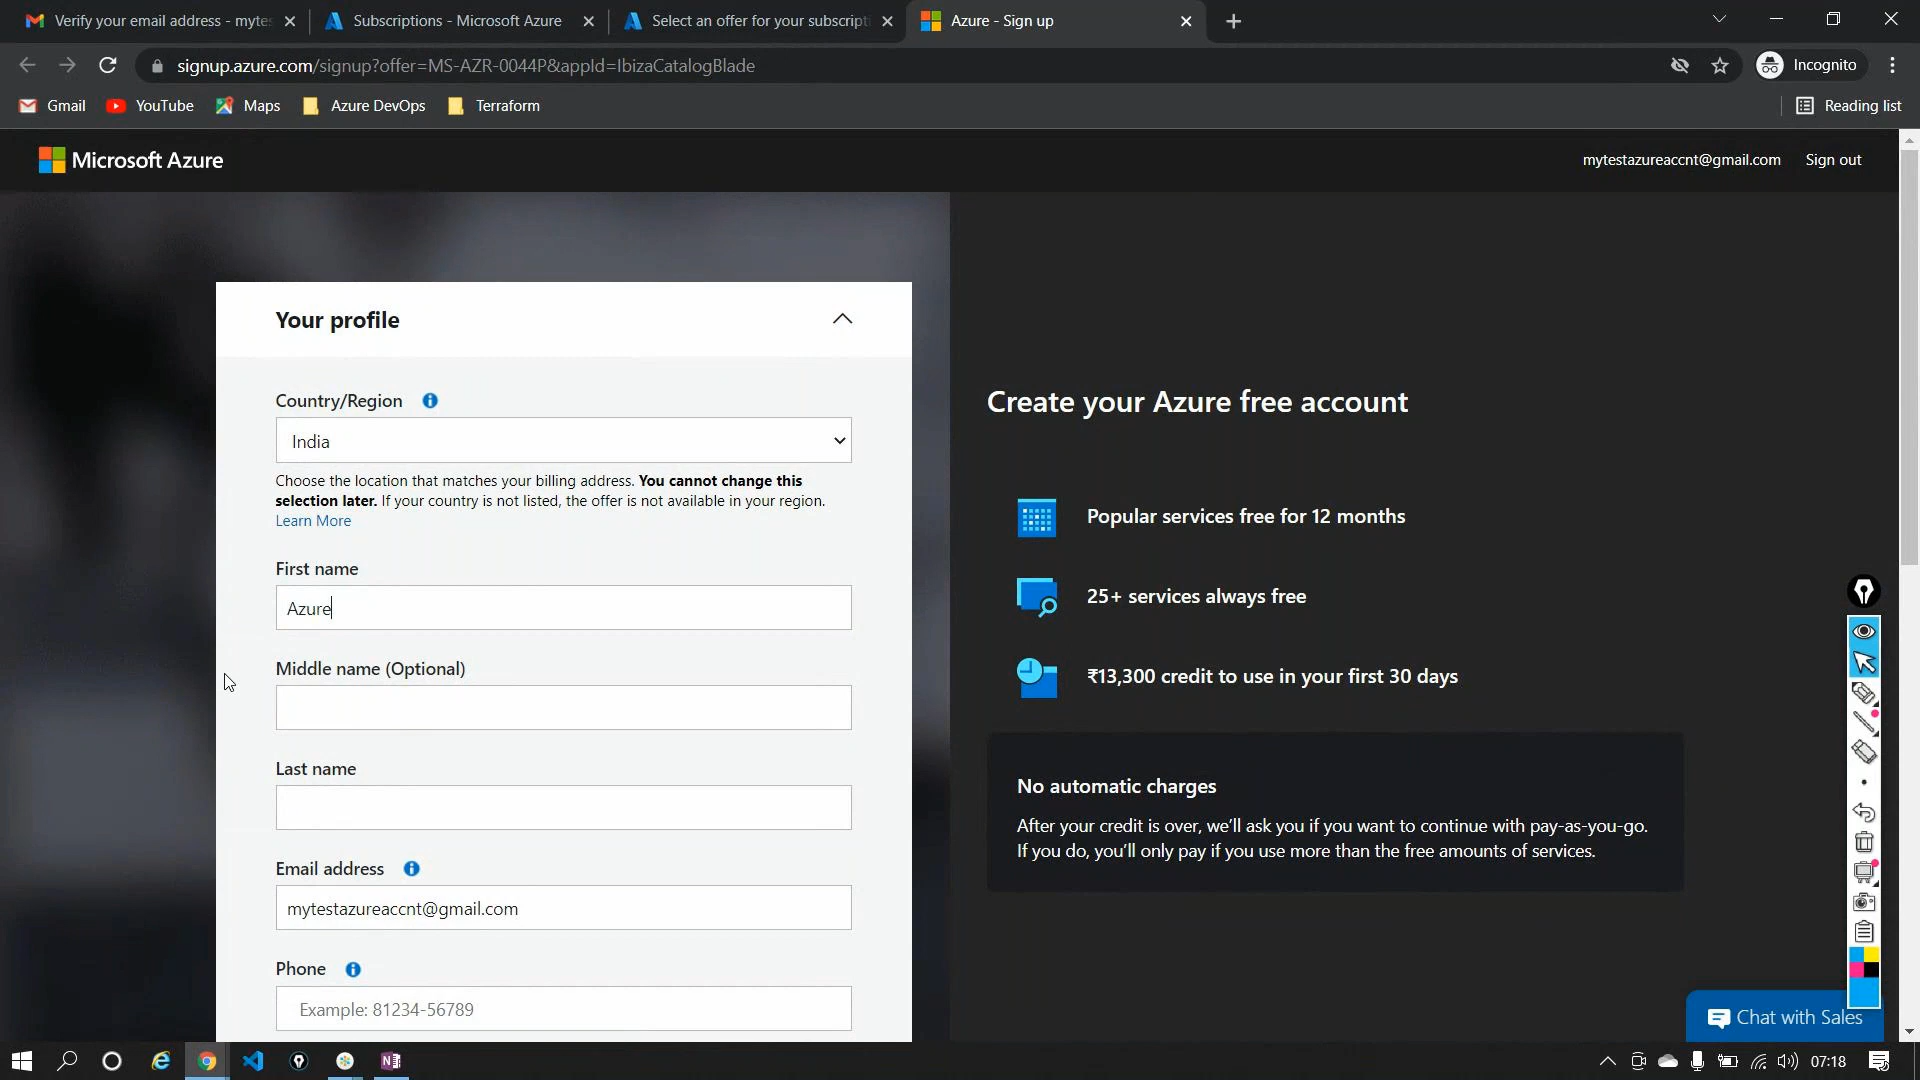 Verify your email address - mytes
Subscriptions - Microsoft Azure
Select an offer for your subscripti
Azure - Sign up
signup.azure.com/signup?offer=MS-AZR-0044P&appId=IbizaCatalogBlade
Incognito
Gmail
YouTube
Maps
Azure DevOps
Terraform
Reading list
Microsoft Azure
mytestazureaccnt@gmail.com
Sign out
Your profile
Country/Region
India
Choose the location that matches your billing address. You cannot change this
selection later. If your country is not listed, the offer is not available in your region.
Learn More
First name
Azure
Middle name (Optional)
Last name
Email address
mytestazureaccnt@gmail.com
Phone
Example: 81234-56789
Create your Azure free account
Popular services free for 12 months
25+ services always free
₹13,300 credit to use in your first 30 days
No automatic charges
After your credit is over, we'll ask you if you want to continue with pay-as-you-go.
If you do, you'll only pay if you use more than the free amounts of services.
Chat with Sales
07:18